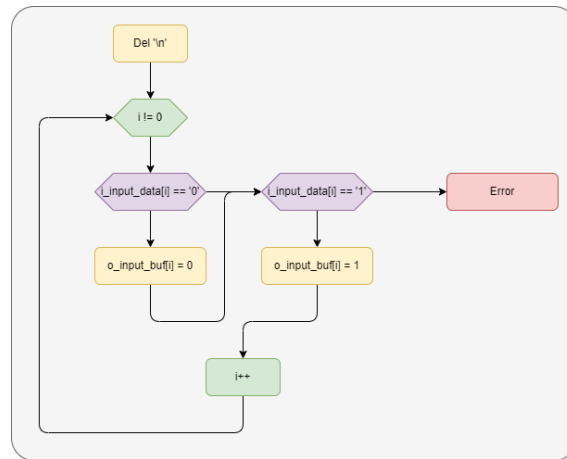 Del '\n'
i != 0
i_input_data[i] == '0'
i_input_data[i] == '1'
Error
o_input_buf[i] = 0
o_input_buf[i] = 1
i++